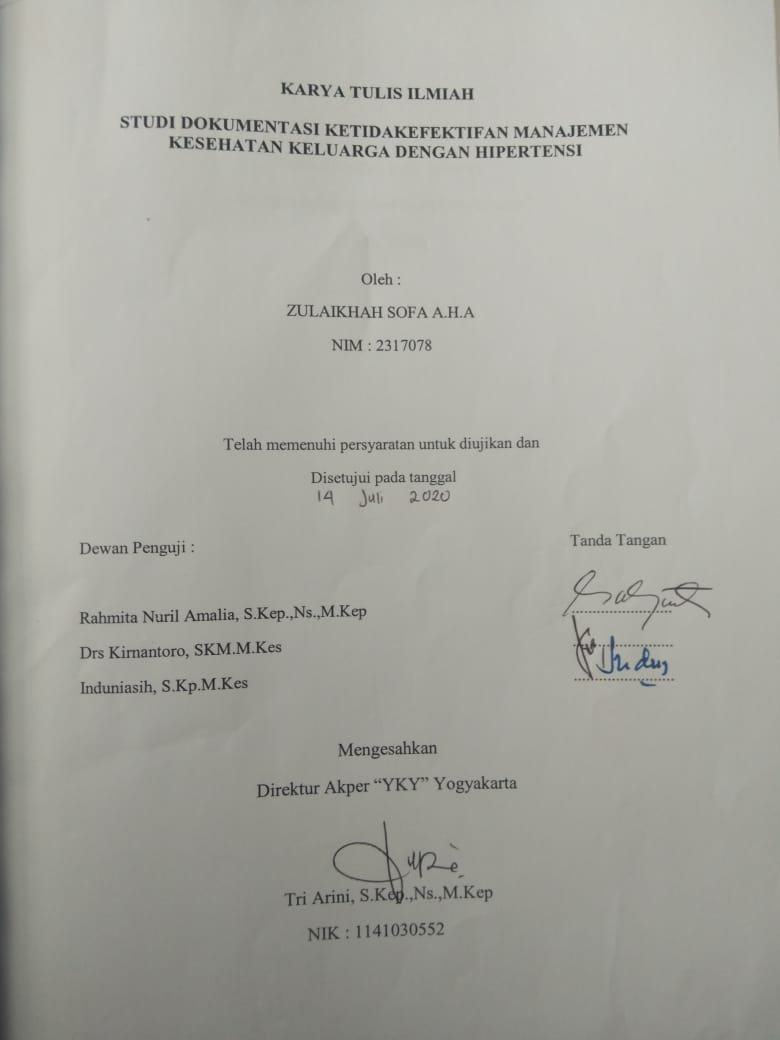 KARYA TULIS ILMIAH
STUDI DOKUMENTASI KETIDAKEFEKTIFAN MANAJEMEN
KESEHATAN KELUARGA DENGAN HIPERTENSI
Oleh :
ZULAIKHAH SOFA A.H.A
NIM : 2317078
Telah memenuhi persyaratan untuk diujikan dan
Disetujui pada tanggal
14 Juli 2020
Dewan Penguji :
Tanda Tangan
Rahmita Nuril Amalia, S.Kep.,Ns.,M.Kep
Drs Kirnantoro, SKM.M.Kes
Induniasih, S.Kp.M.Kes
Mengesahkan
Direktur Akper “YKY” Yogyakarta
Tri Arini, S.Kep.,Ns.,M.Kep
NIK : 1141030552